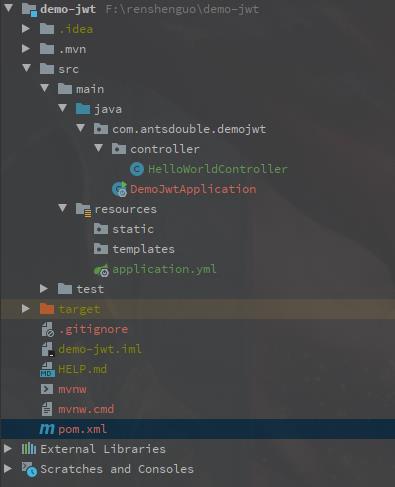 demo-jwt F:\renshenguo\demo-jwt
.idea
.mvn
src
main
java
com.antsdouble.demojwt
controller
HelloWorldController
DemoJwtApplication
resources
static
templates
application.yml
test
target
.gitignore
demo-jwt.iml
HELP.md
mvnw
mvnw.cmd
pom.xml
External Libraries
Scratches and Consoles